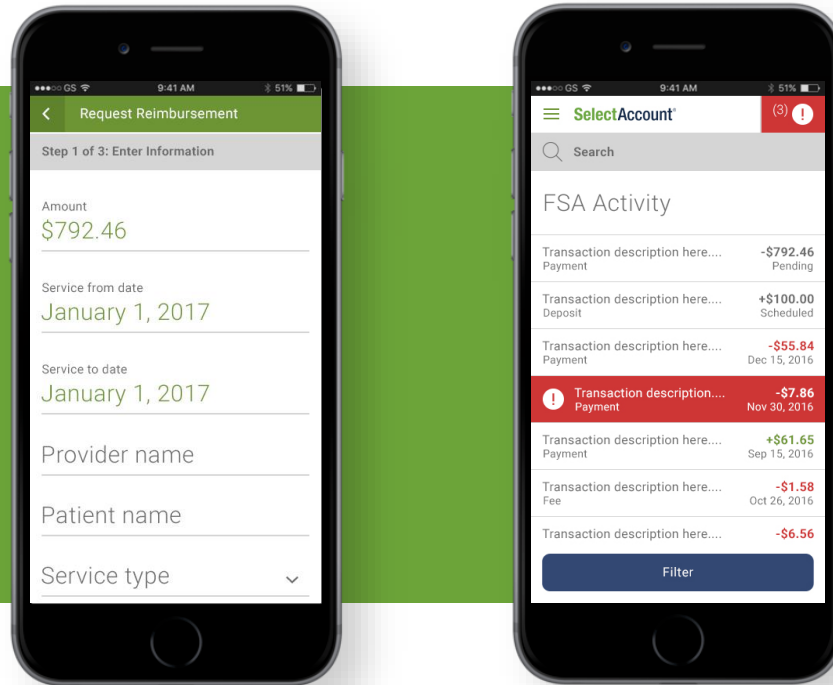 GS 9:41 AM 51%
Request Reimbursement
Step 1 of 3: Enter Information
Amount
$792.46
Service from date
January 1, 2017
Service to date
January 1, 2017
Provider name
Patient name
Service type
GS 9:41 AM 51%
SelectAccount® (3) !
Search
FSA Activity
Transaction description here.... -$792.46
Payment Pending
Transaction description here.... +$100.00
Deposit Scheduled
Transaction description here.... -$55.84
Payment Dec 15, 2016
! Transaction description.... -$7.86
Payment Nov 30, 2016
Transaction description here.... +$61.65
Payment Sep 15, 2016
Transaction description here.... -$1.58
Fee Oct 26, 2016
Transaction description here.... -$6.56
Filter